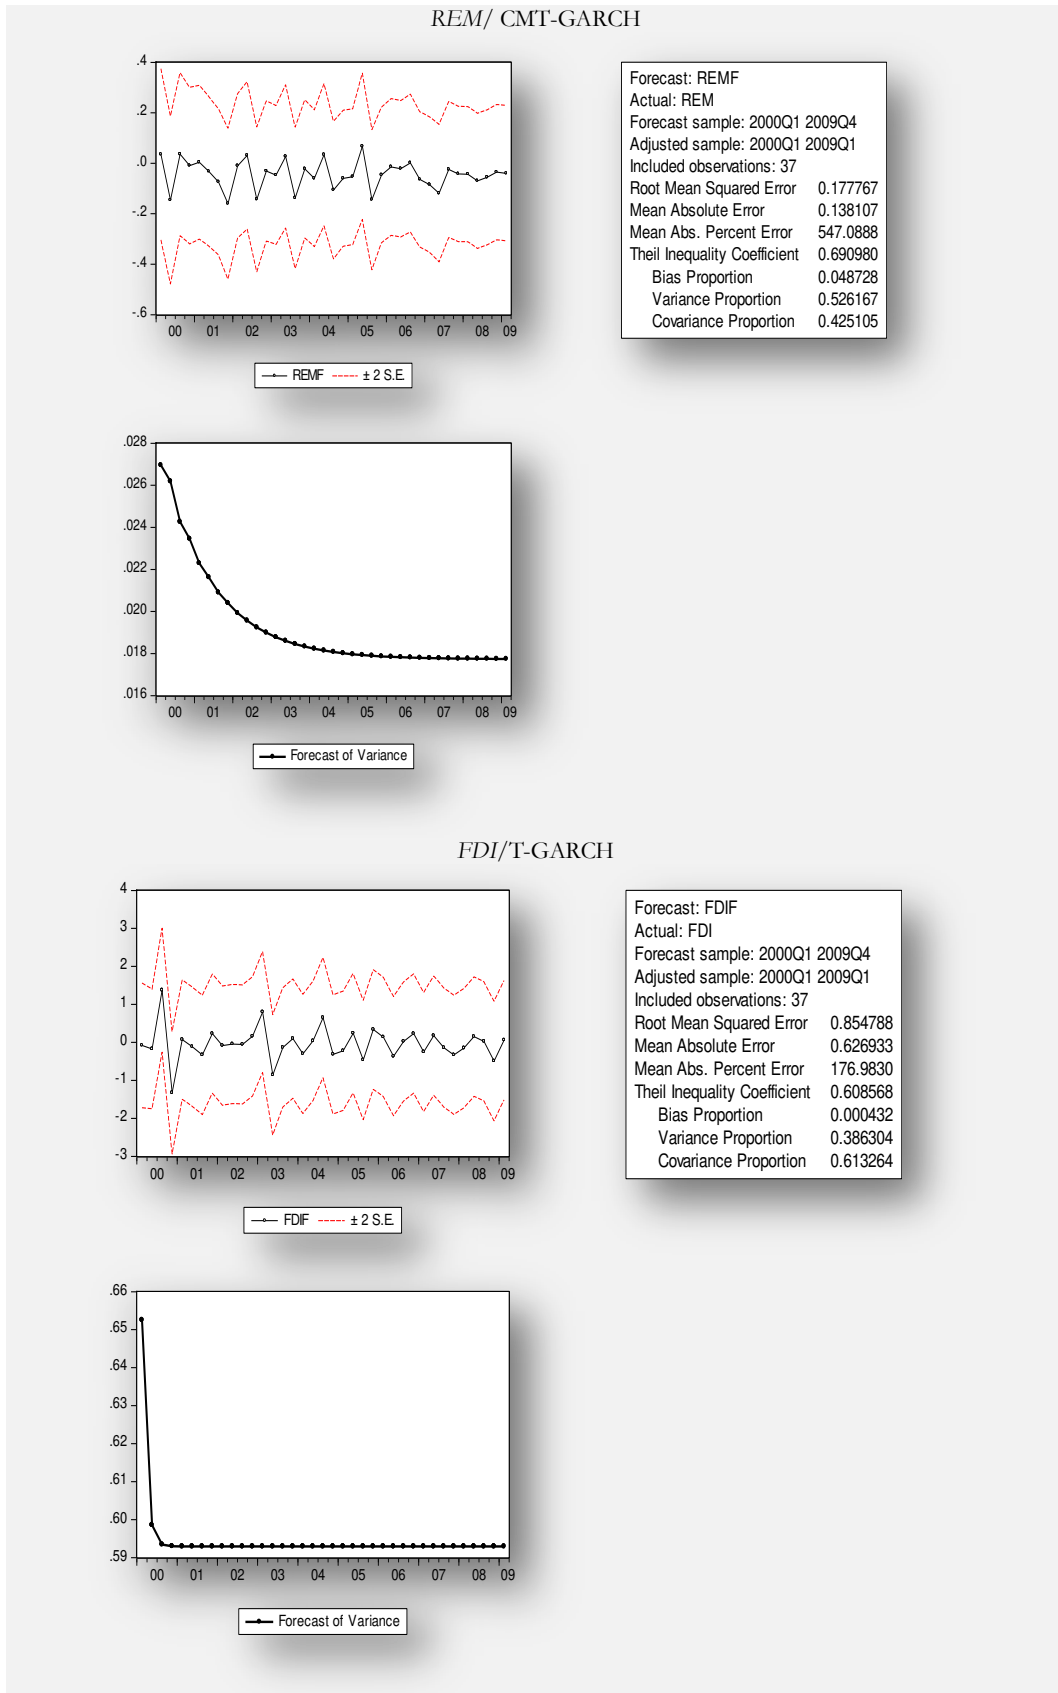 REM/ CMT-GARCH
.4
.2
.0
-.2
-.4
-.6
00 01 02 03 04 05 06 07 08 09
REMF ± 2 S.E.
Forecast: REMF
Actual: REM
Forecast sample: 2000Q1 2009Q4
Adjusted sample: 2000Q1 2009Q1
Included observations: 37
Root Mean Squared Error 0.177767
Mean Absolute Error 0.138107
Mean Abs. Percent Error 547.0888
Theil Inequality Coefficient 0.690980
Bias Proportion 0.048728
Variance Proportion 0.526167
Covariance Proportion 0.425105
.028
.026
.024
.022
.020
.018
.016
00 01 02 03 04 05 06 07 08 09
Forecast of Variance
FDI/T-GARCH
4
3
2
1
0
-1
-2
-3
00 01 02 03 04 05 06 07 08 09
FDIF ± 2 S.E.
Forecast: FDIF
Actual: FDI
Forecast sample: 2000Q1 2009Q4
Adjusted sample: 2000Q1 2009Q1
Included observations: 37
Root Mean Squared Error 0.854788
Mean Absolute Error 0.626933
Mean Abs. Percent Error 176.9830
Theil Inequality Coefficient 0.608568
Bias Proportion 0.000432
Variance Proportion 0.386304
Covariance Proportion 0.613264
.66
.65
.64
.63
.62
.61
.60
.59
00 01 02 03 04 05 06 07 08 09
Forecast of Variance